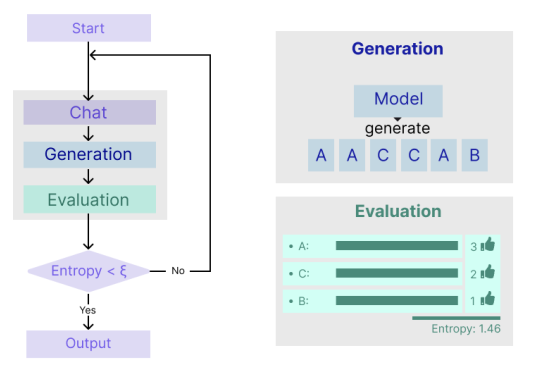 Start
Chat
Generation
Evaluation
Entropy < ξ
No
Yes
Output
Generation
Model
generate
A A C C A B
Evaluation
• A: 3
• C: 2
• B: 1
Entropy: 1.46